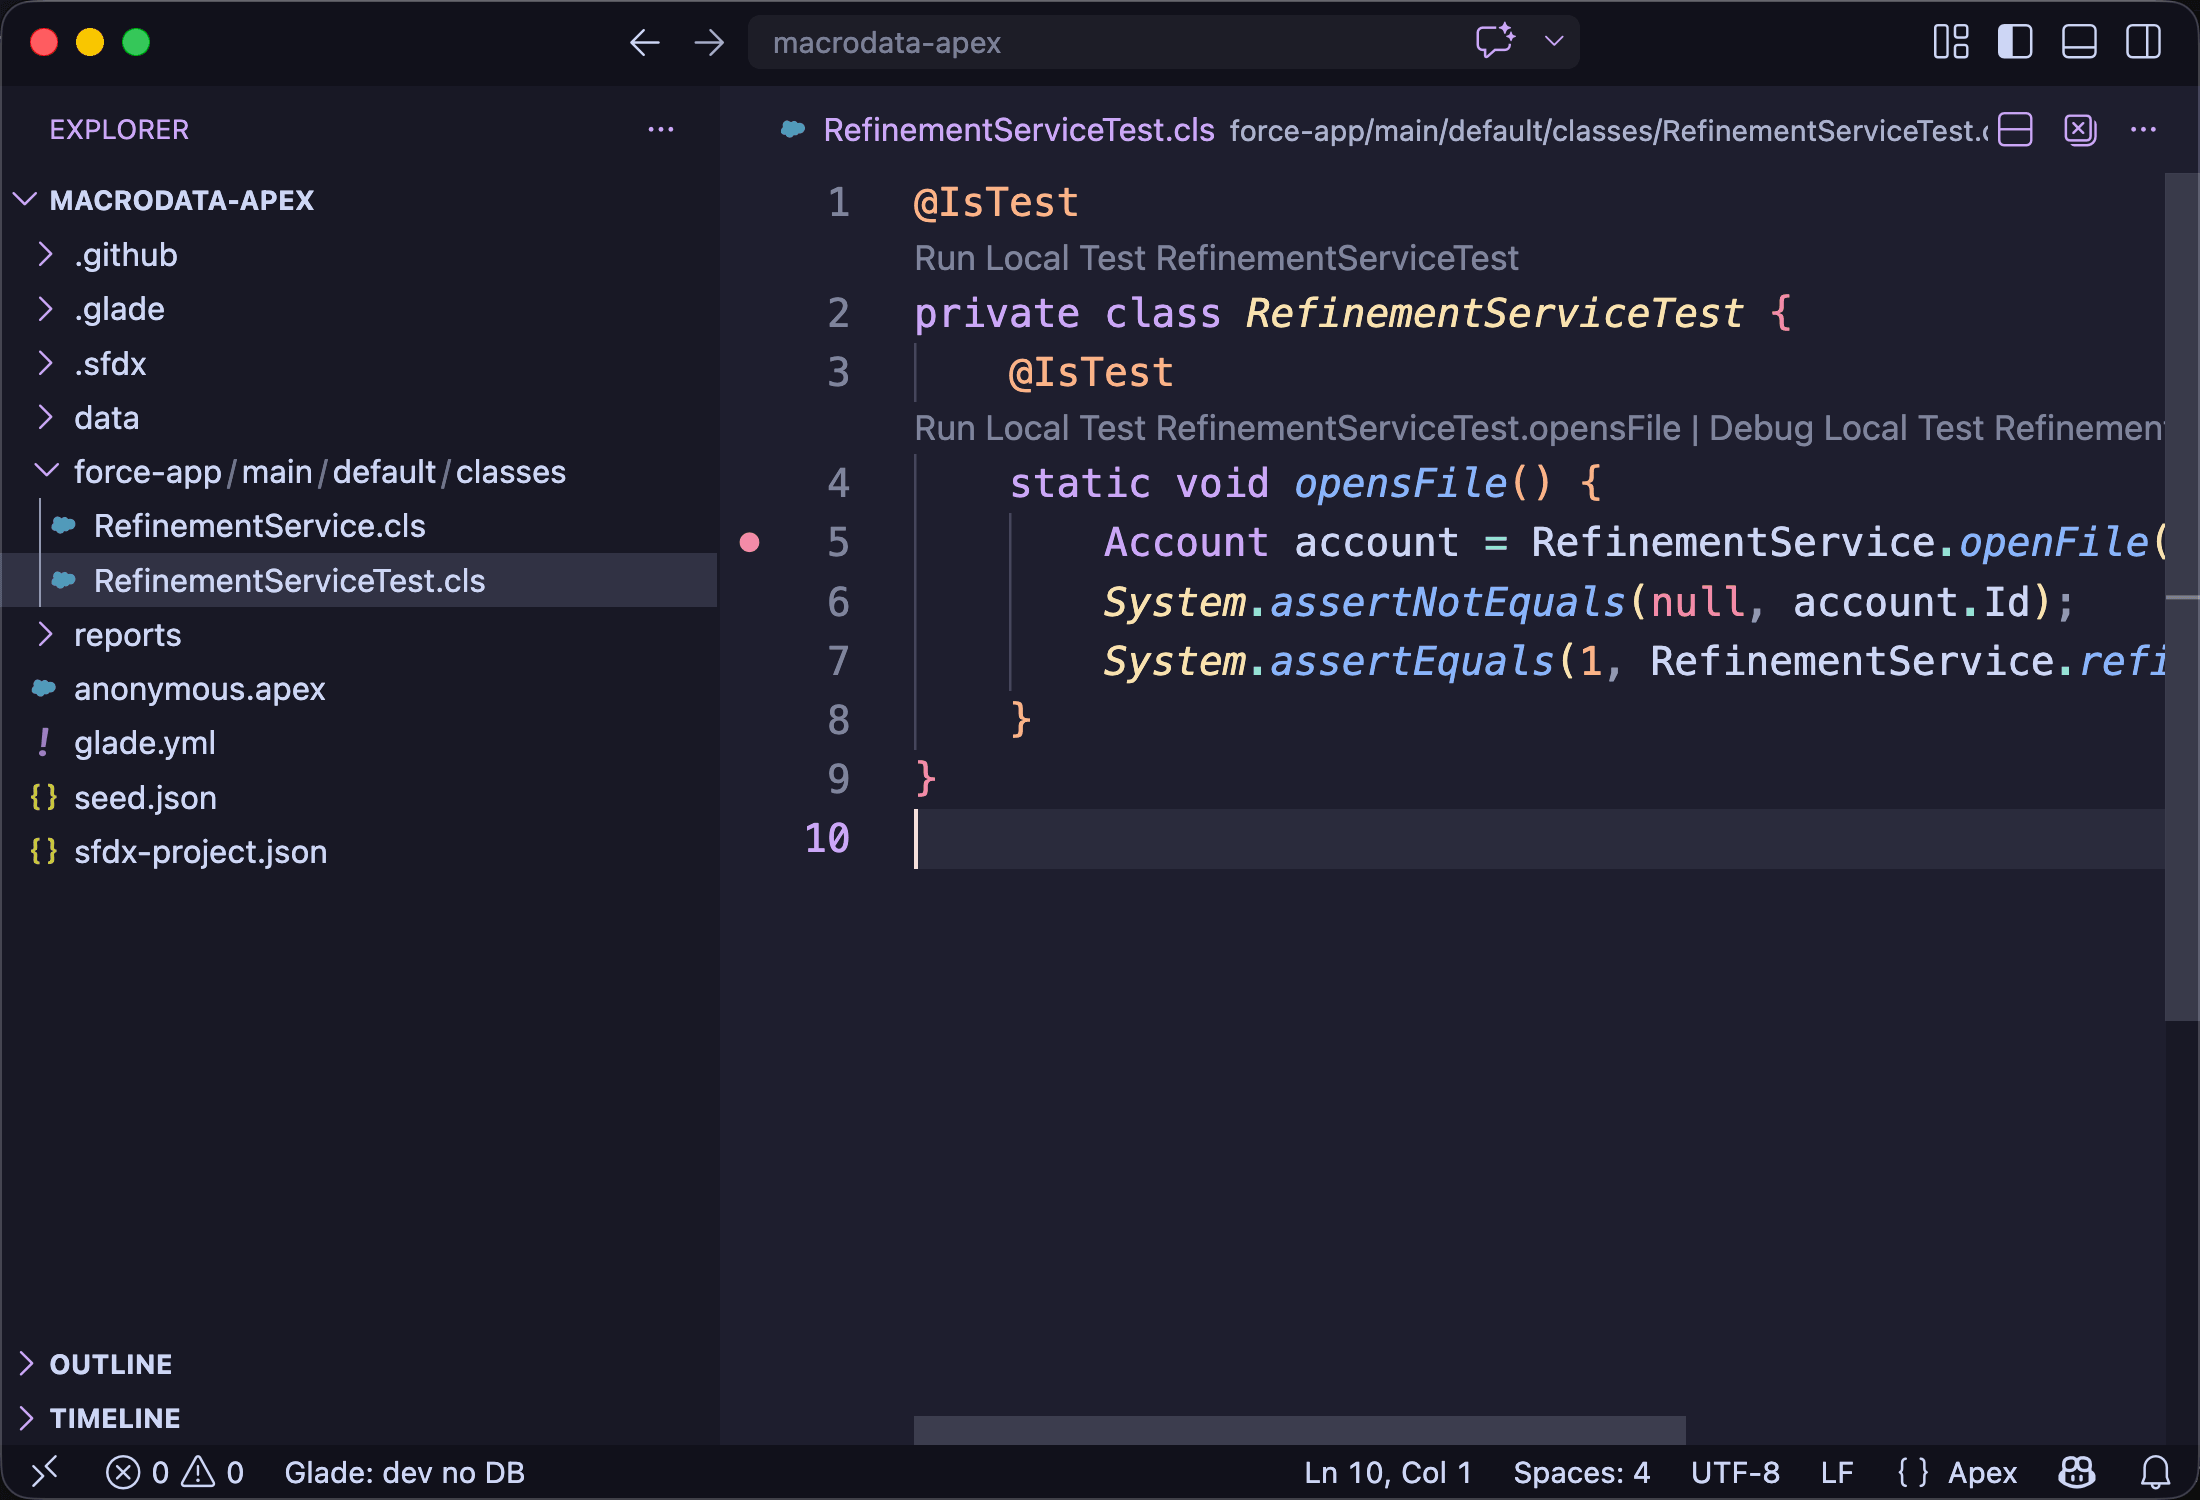 macrodata-apex
EXPLORER
MACRODATA-APEX
.github
.glade
.sfdx
data
force-app/main/default/classes
RefinementService.cls
RefinementServiceTest.cls
reports
anonymous.apex
! glade.yml
{} seed.json
{} sfdx-project.json
OUTLINE
TIMELINE
RefinementServiceTest.cls force-app/main/default/classes/RefinementServiceTest.c
1 @IsTest
Run Local Test RefinementServiceTest
2 private class RefinementServiceTest {
3 @IsTest
Run Local Test RefinementServiceTest.opensFile | Debug Local Test Refinement
4 static void opensFile() {
5 Account account = RefinementService.openFile(
6 System.assertNotEquals(null, account.Id);
7 System.assertEquals(1, RefinementService.refi
8 }
9 }
10
0 0 Glade: dev no DB Ln 10, Col 1 Spaces: 4 UTF-8 LF {} Apex